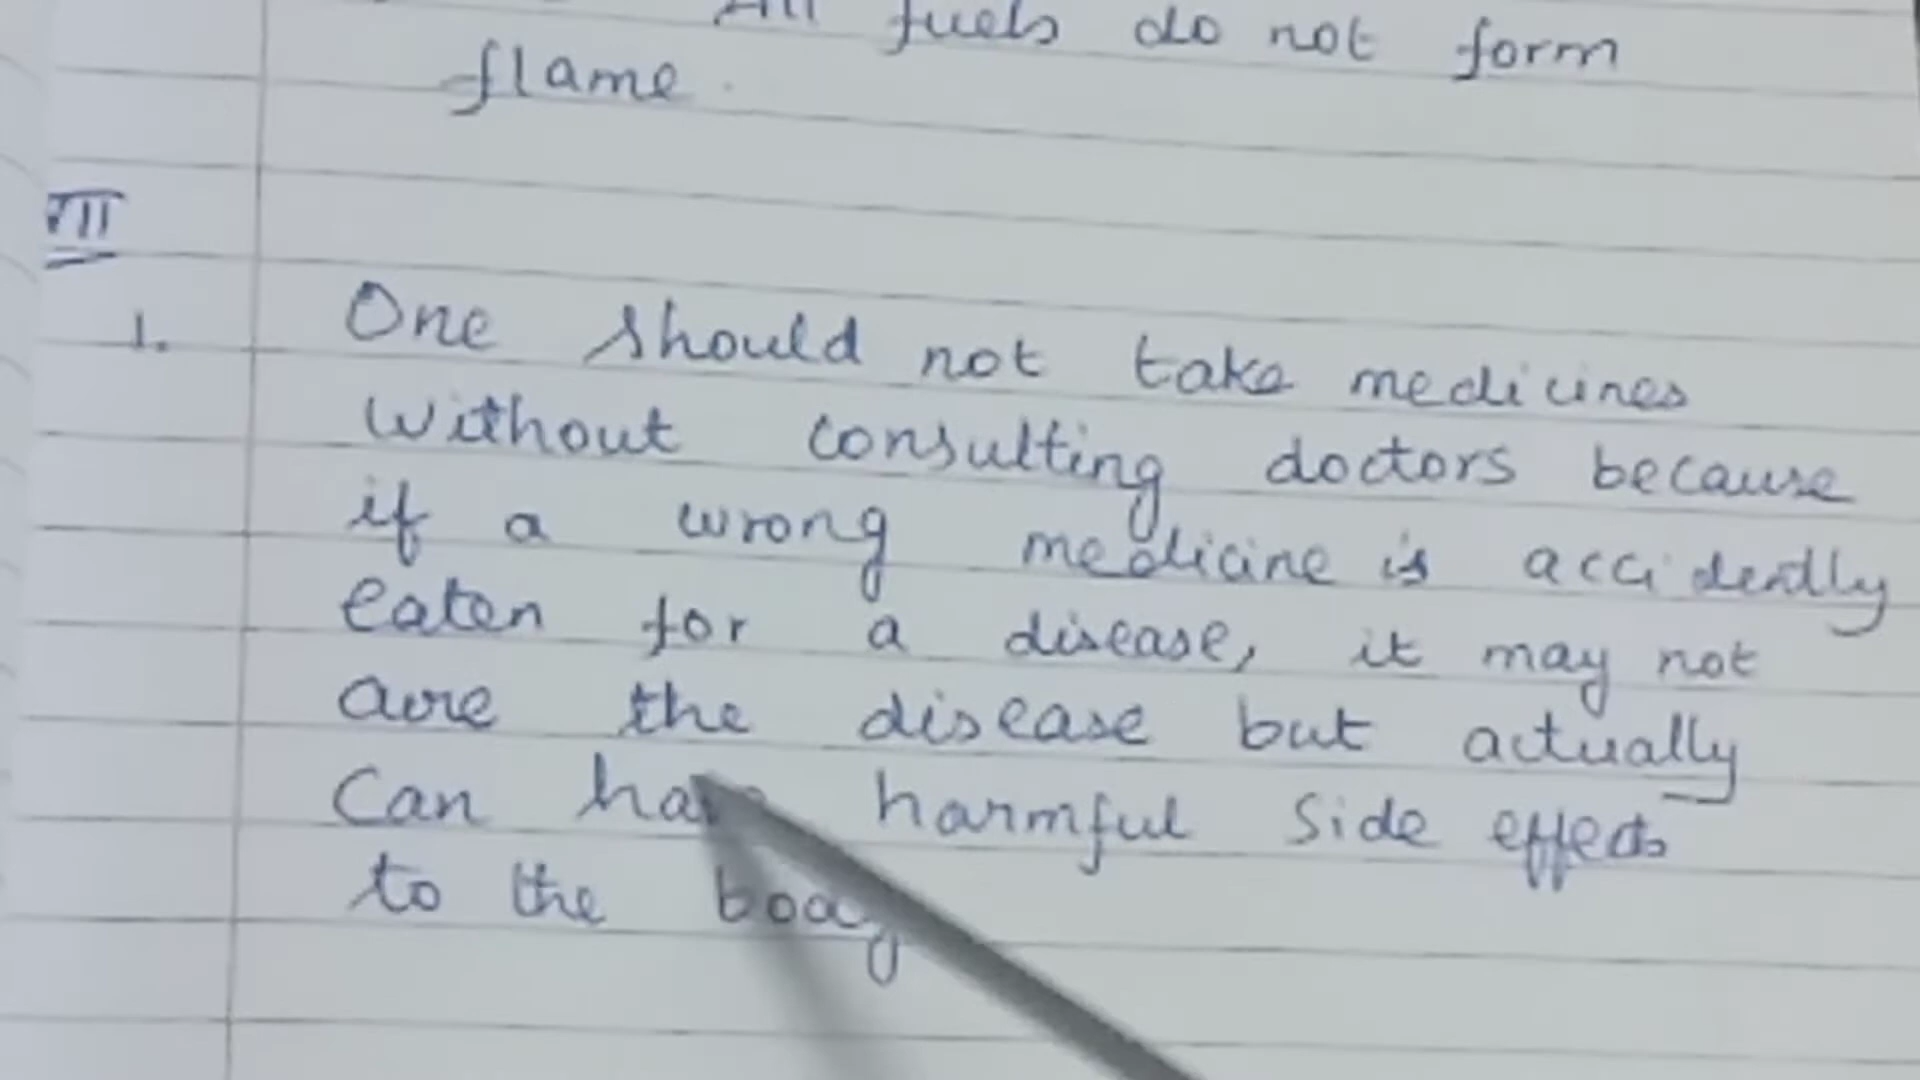 All fuels do not form
flame.
VII
1. One should not take medicines
without consulting doctors because
if a wrong medicine is accidently
eaten for a disease, it may not
cure the disease but actually
can have harmful side effects
to the body